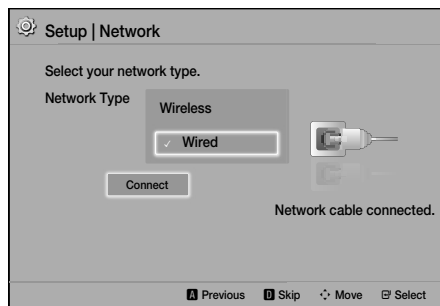 Setup | Network
Select your network type.
Network Type
Wireless
✓ Wired
Connect
Network cable connected.
A Previous D Skip Move Select